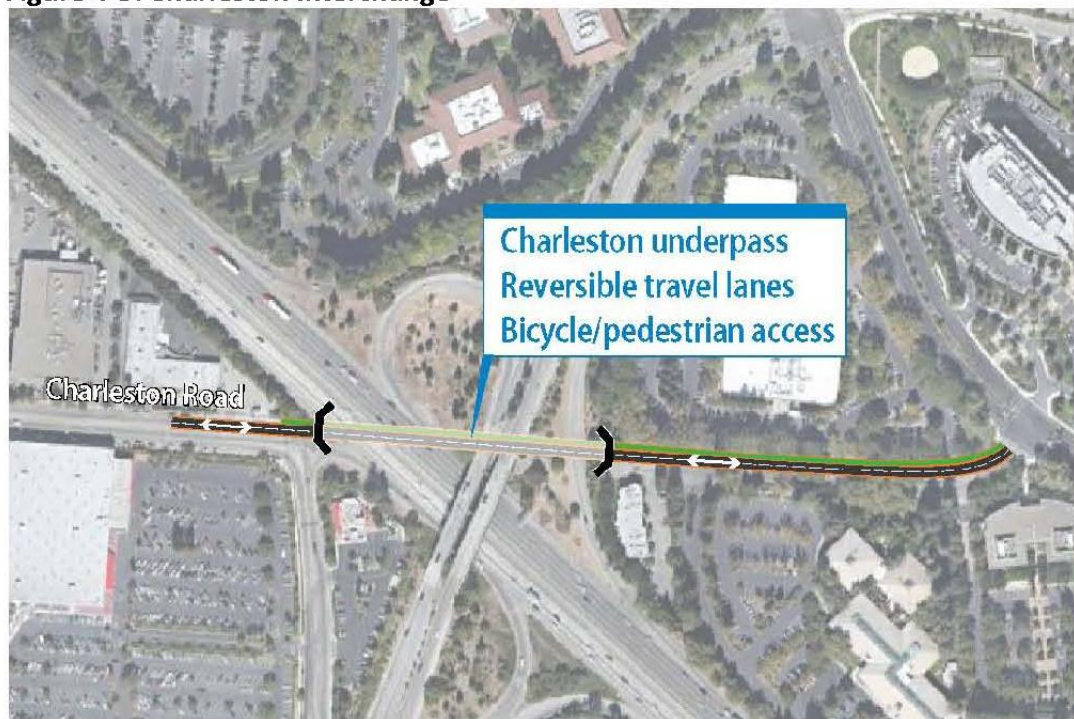 Charleston underpass
Reversible travel lanes
Bicycle/pedestrian access
Charleston Road